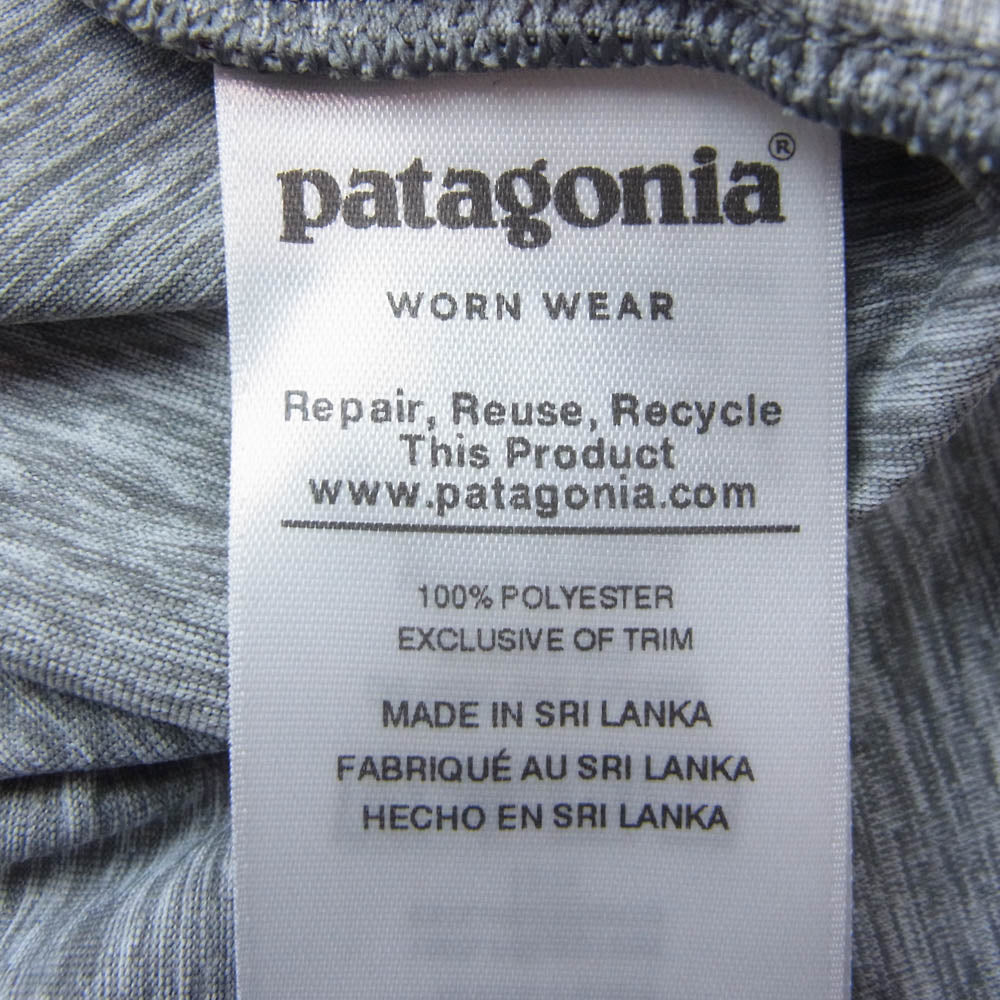 patagonia®
WORN WEAR
Repair, Reuse, Recycle
This Product
www.patagonia.com
100% POLYESTER
EXCLUSIVE OF TRIM
MADE IN SRI LANKA
FABRIQUÉ AU SRI LANKA
HECHO EN SRI LANKA